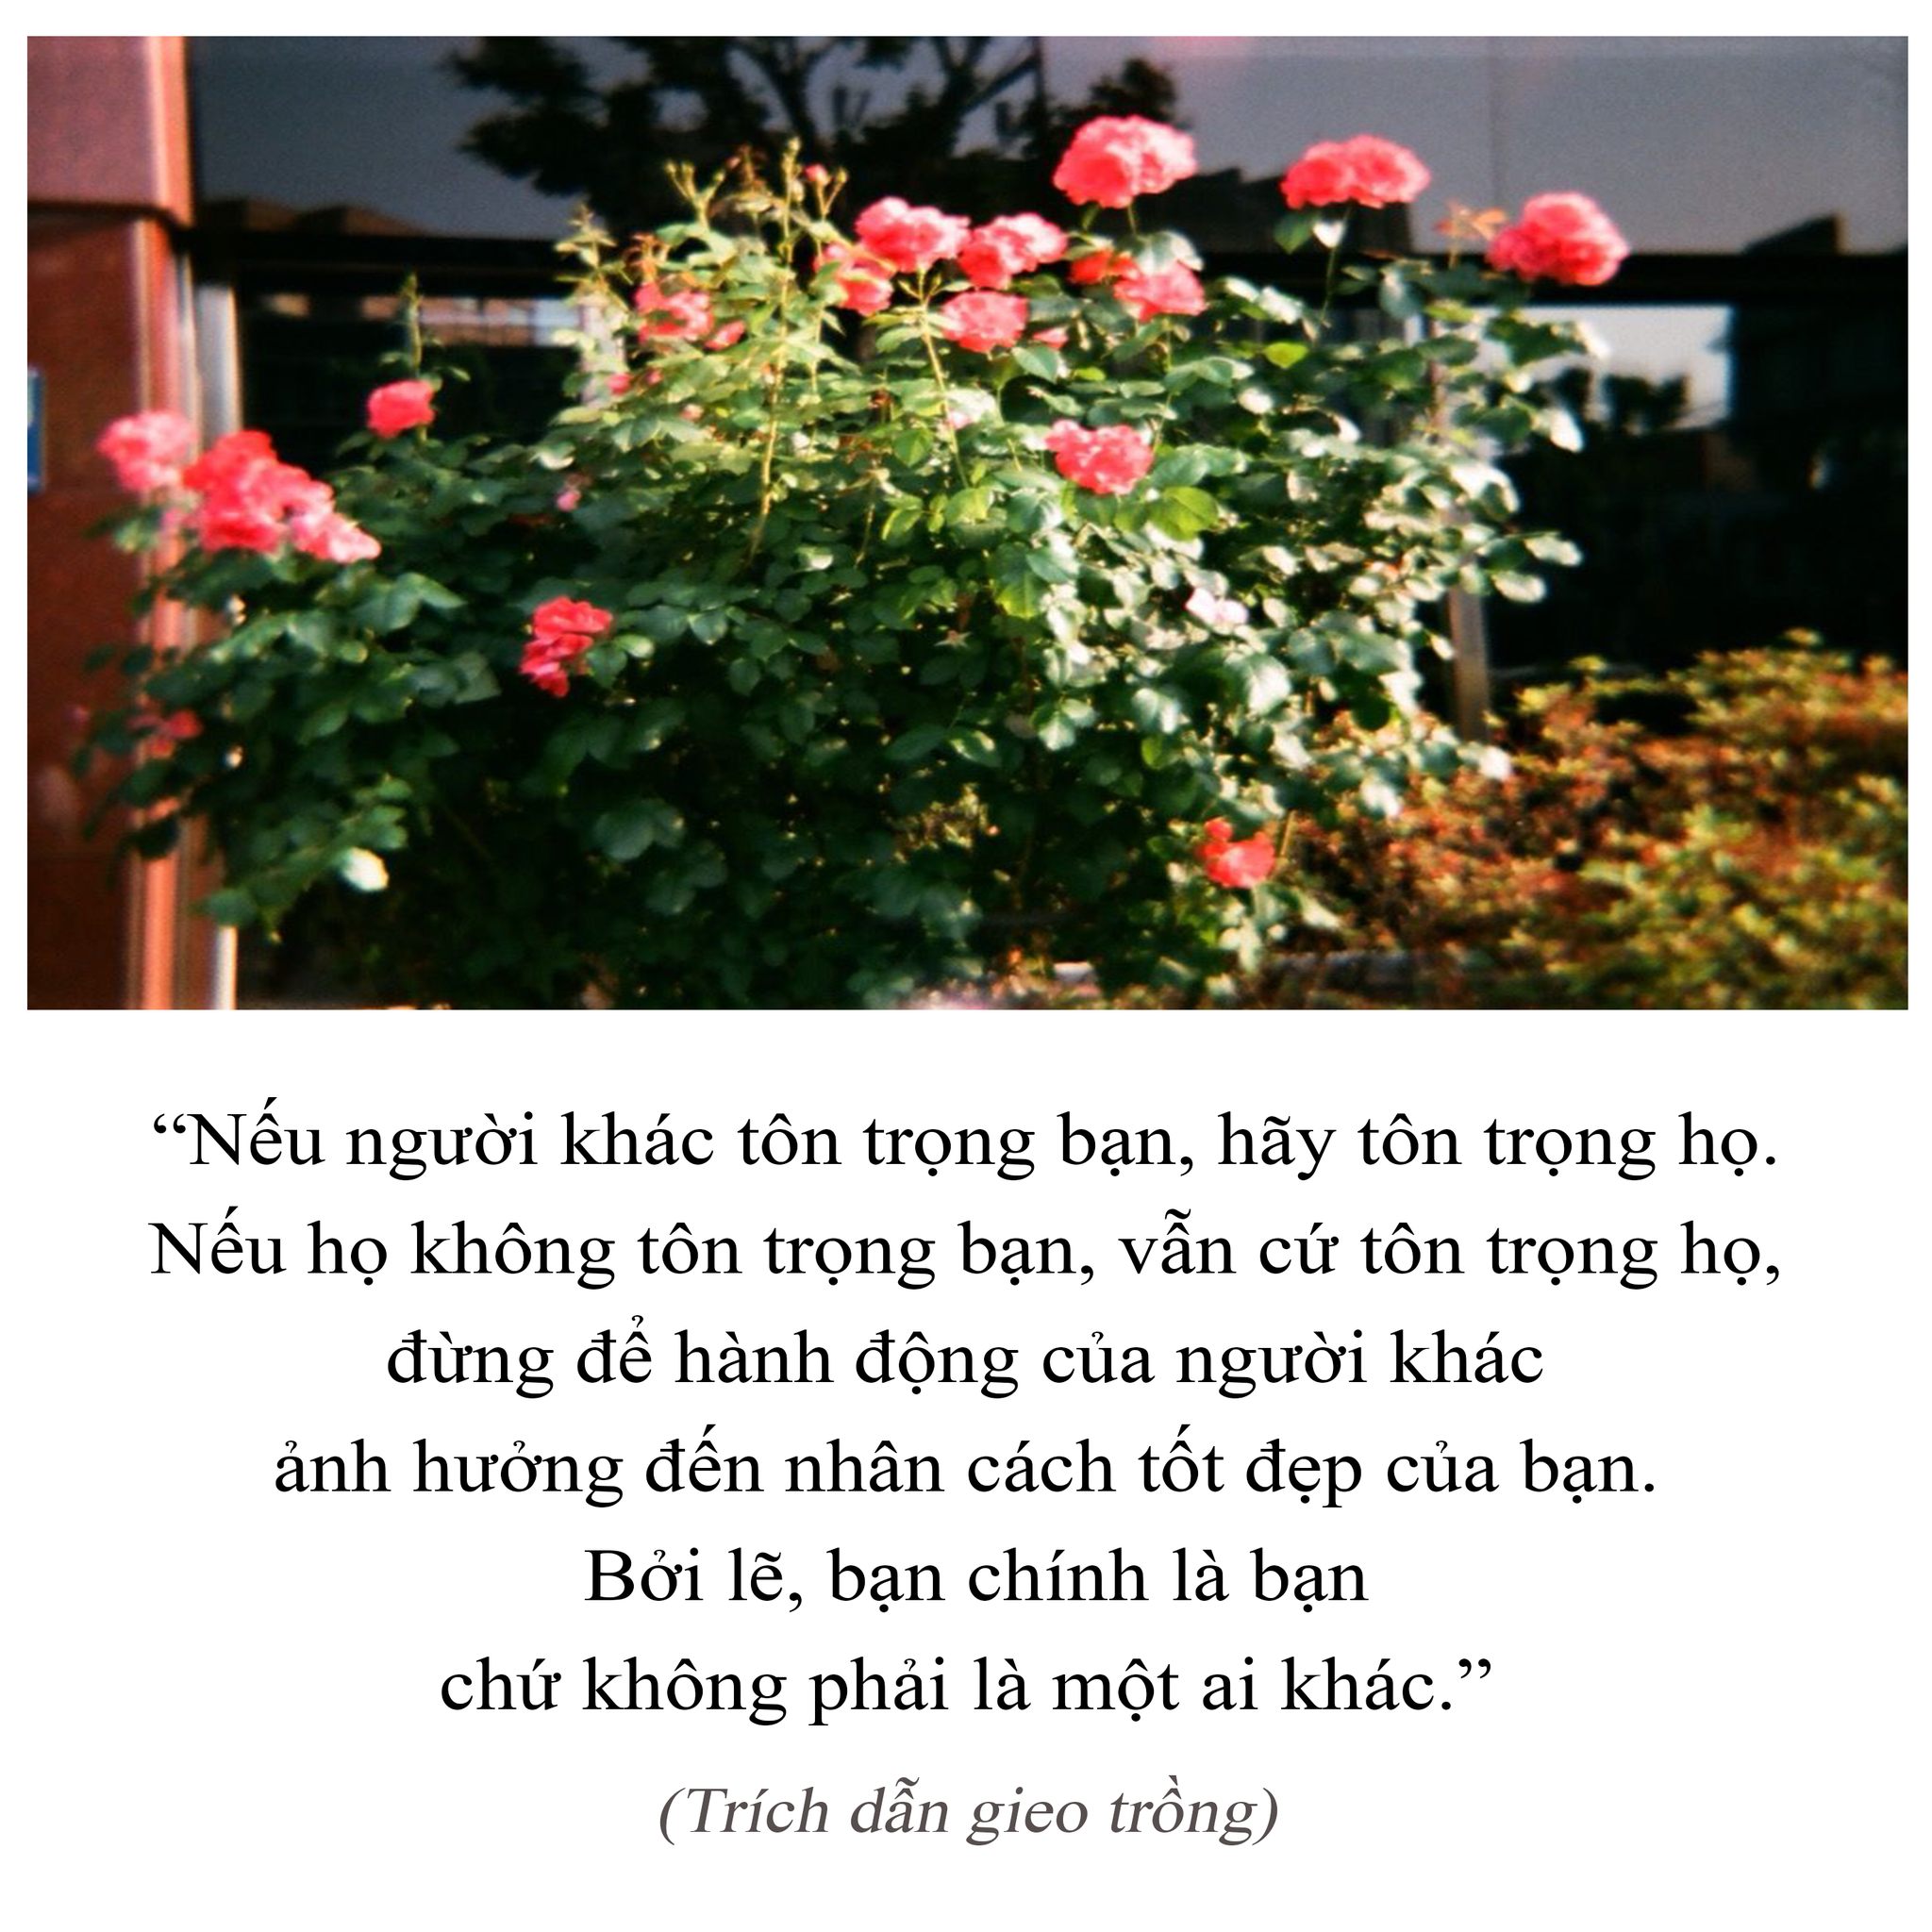 “Nếu người khác tôn trọng bạn, hãy tôn trọng họ.
Nếu họ không tôn trọng bạn, vẫn cứ tôn trọng họ,
đừng để hành động của người khác
ảnh hưởng đến nhân cách tốt đẹp của bạn.
Bởi lẽ, bạn chính là bạn
chứ không phải là một ai khác.”
(Trích dẫn gieo trồng)